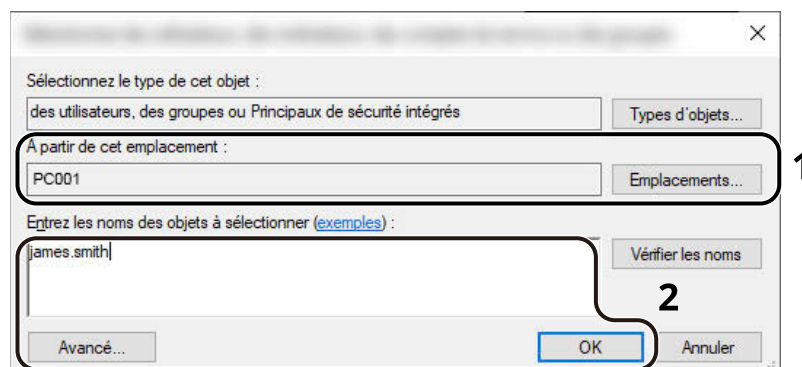 Sélectionnez le type de cet objet :
des utilisateurs, des groupes ou Principaux de sécurité intégrés
Types d'objets...
À partir de cet emplacement :
PC001
Emplacements...
1
Entrez les noms des objets à sélectionner (exemples) :
james.smith
Vérifier les noms
2
Avancé...
OK
Annuler